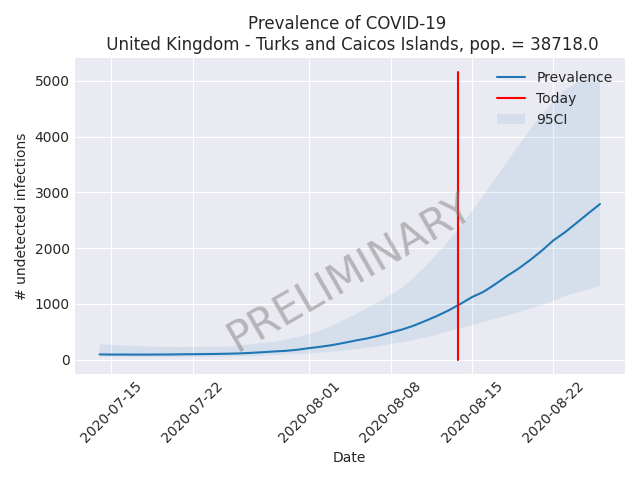 Prevalence of COVID-19
United Kingdom - Turks and Caicos Islands, pop. = 38718.0
Prevalence
Today
95CI
# undetected infections
5000
4000
3000
2000
1000
0
PRELIMINARY
2020-07-15
2020-07-22
2020-08-01
2020-08-08
2020-08-15
2020-08-22
Date